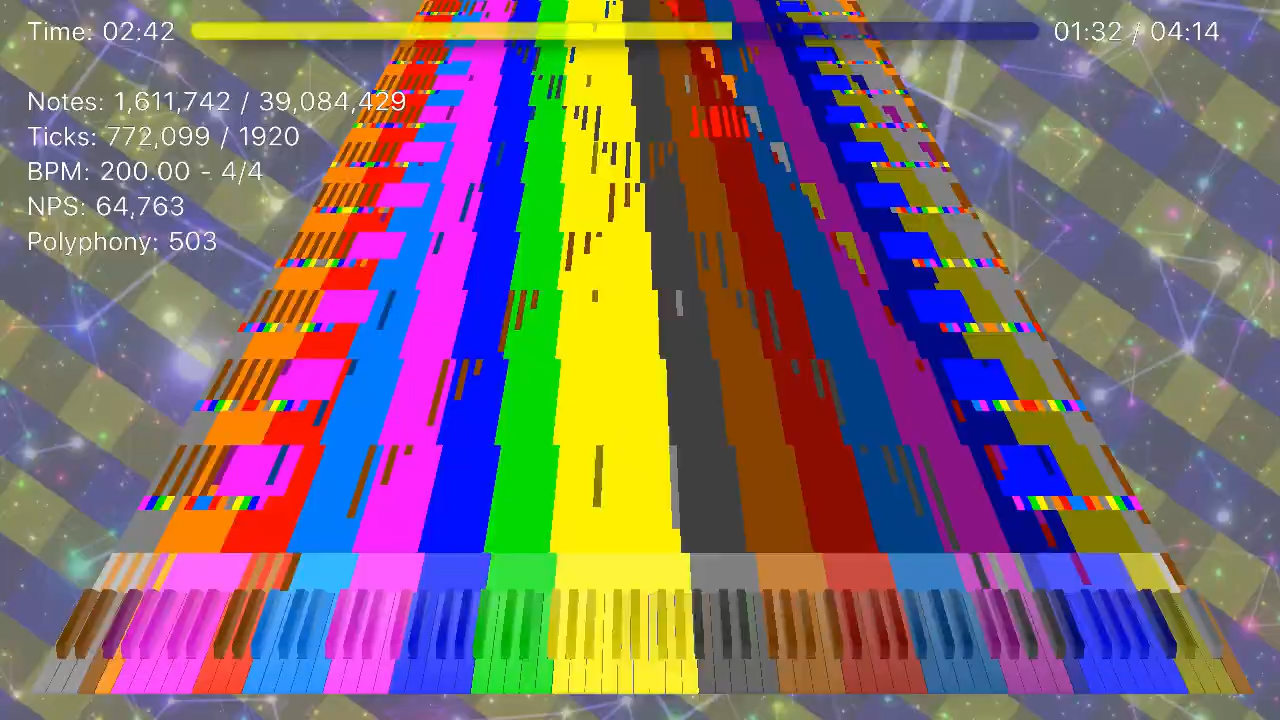 Time: 02:42
01:32 / 04:14
Notes: 1,611,742 / 39,084,429
Ticks: 772,099 / 1920
BPM: 200.00 - 4/4
NPS: 64,763
Polyphony: 503